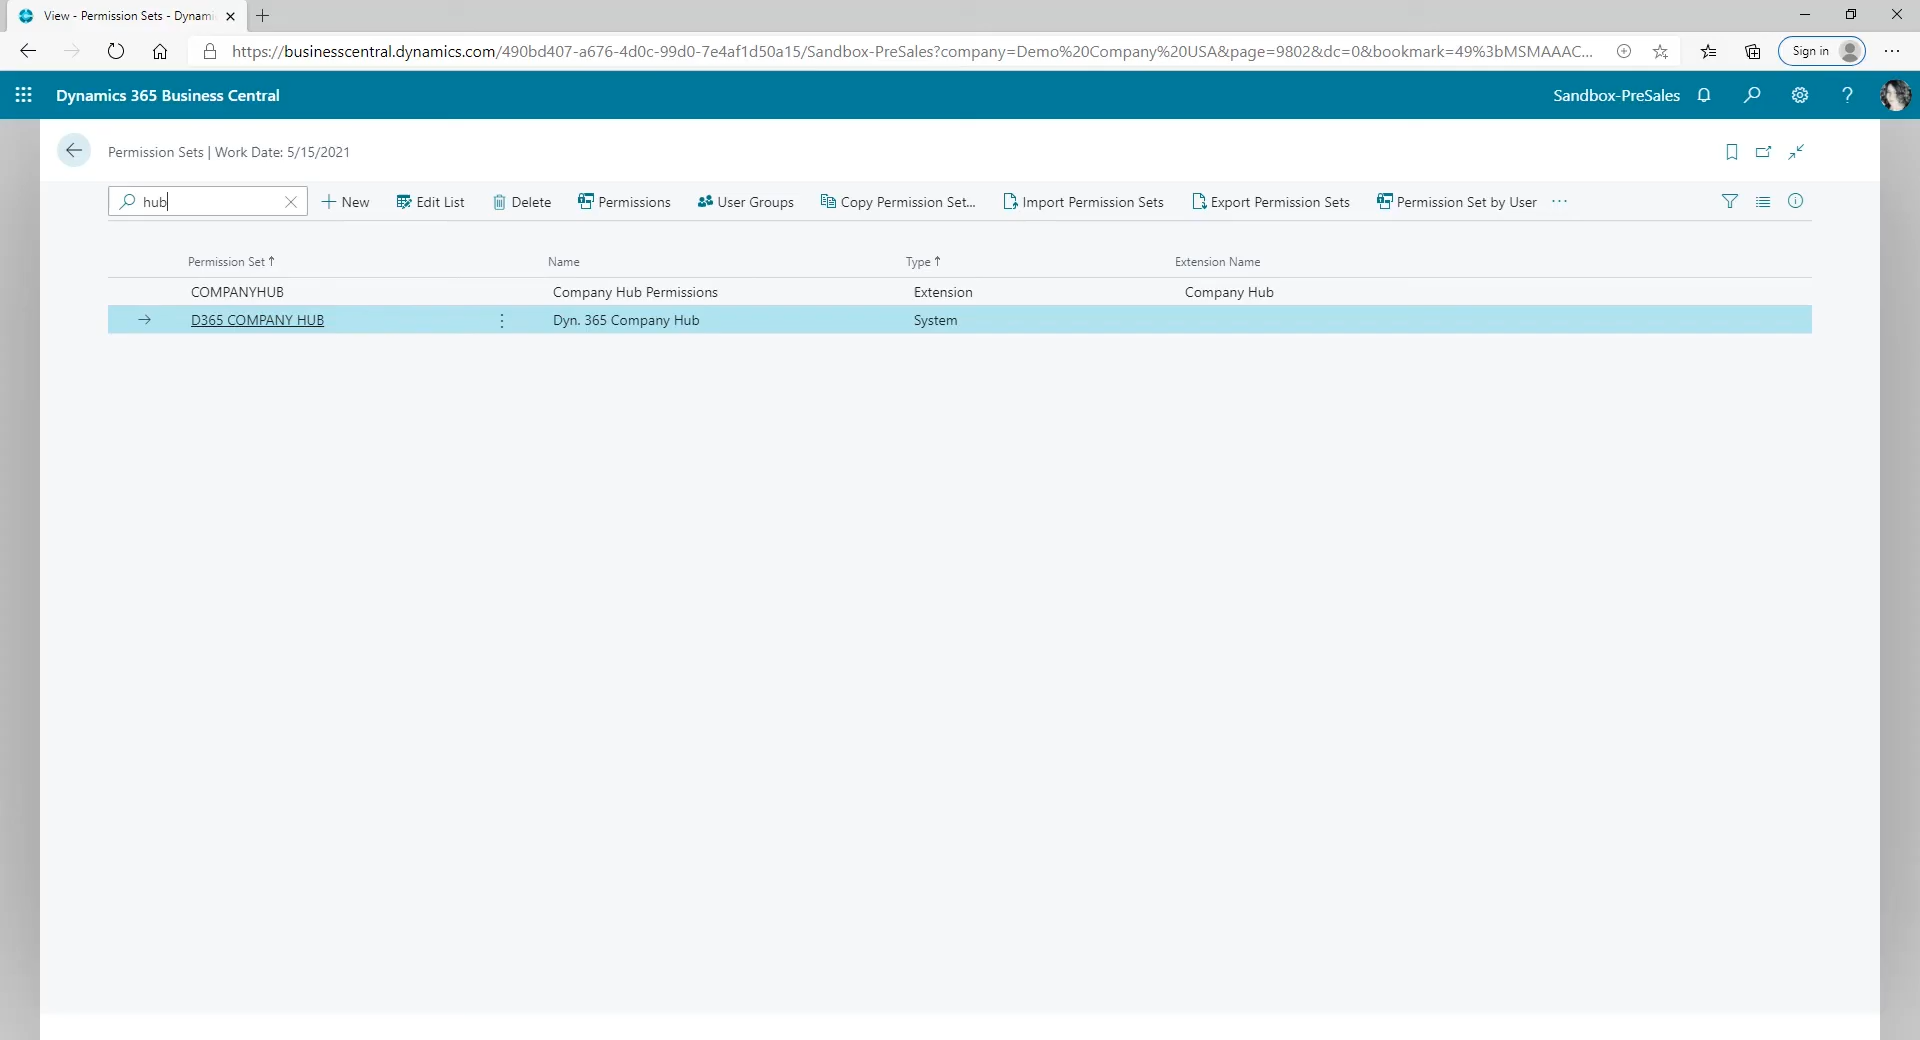 View - Permission Sets - Dynami
https://businesscentral.dynamics.com/490bd407-a676-4d0c-99d0-7e4af1d50a15/Sandbox-PreSales?company=Demo%20Company%20USA&page=9802&dc=0&bookmark=49%3bMSMAAAC...
Sign in
Dynamics 365 Business Central
Sandbox-PreSales
Permission Sets | Work Date: 5/15/2021
hub
New
Edit List
Delete
Permissions
User Groups
Copy Permission Set...
Import Permission Sets
Export Permission Sets
Permission Set by User
Permission Set ↑ Name Type ↑ Extension Name
COMPANYHUB Company Hub Permissions Extension Company Hub
D365 COMPANY HUB Dyn. 365 Company Hub System